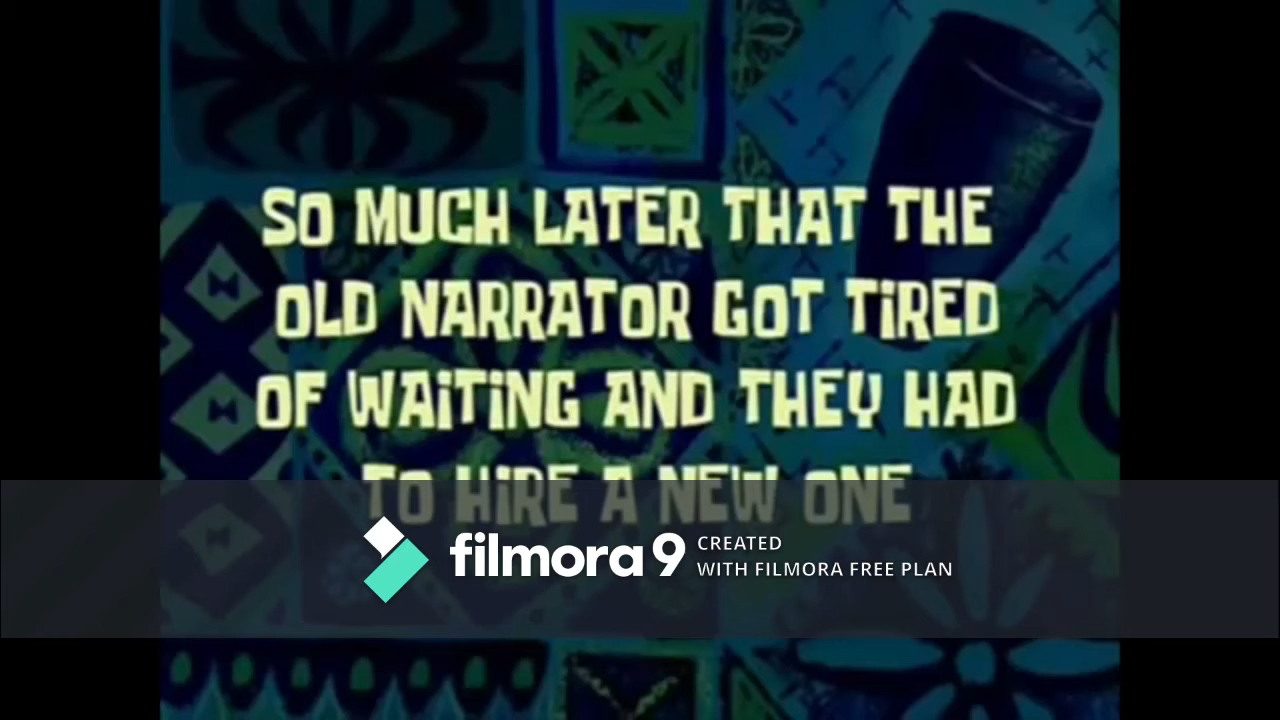 SO MUCH LATER THAT THE
OLD NARRATOR GOT TiRED
OF WAiTiNG AND THEY HAD
TO HiRE A NEW ONE
filmora 9
CREATED
WITH FILMORA FREE PLAN